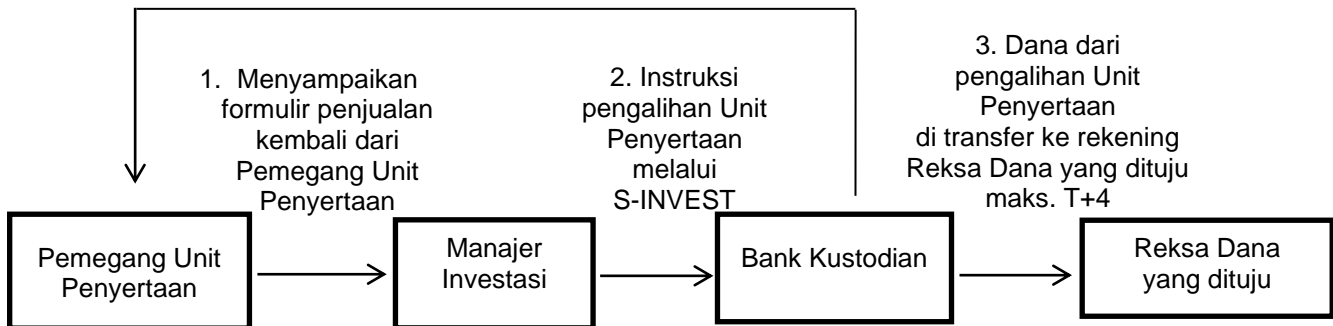 1. Menyampaikan
formulir penjualan
kembali dari
Pemegang Unit
Penyertaan
2. Instruksi
pengalihan Unit
Penyertaan
melalui
S-INVEST
3. Dana dari
pengalihan Unit
Penyertaan
di transfer ke rekening
Reksa Dana yang dituju
maks. T+4
Pemegang Unit
Penyertaan
Manajer
Investasi
Bank Kustodian
Reksa Dana
yang dituju